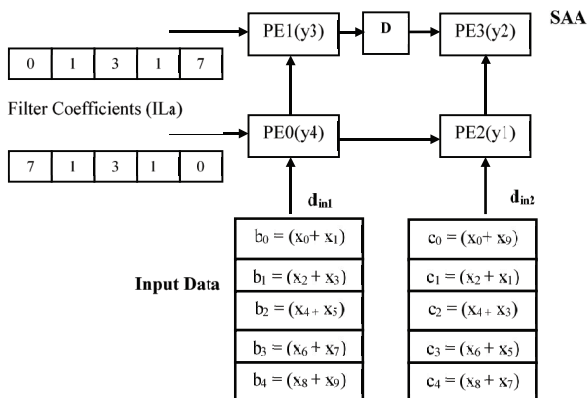 SAA
PE1(y3) D PE3(y2)
0 1 3 1 7
Filter Coefficients (ILa)
PE0(y4) PE2(y1)
7 1 3 1 0
d_in1 d_in2
Input Data
b₀ = (x₀+ x₁) c₀ = (x₀+ x₉)
b₁ = (x₂ + x₃) c₁ = (x₂ + x₁)
b₂ = (x₄ + x₅) c₂ = (x₄ + x₃)
b₃ = (x₆ + x₇) c₃ = (x₆ + x₅)
b₄ = (x₈ + x₉) c₄ = (x₈ + x₇)